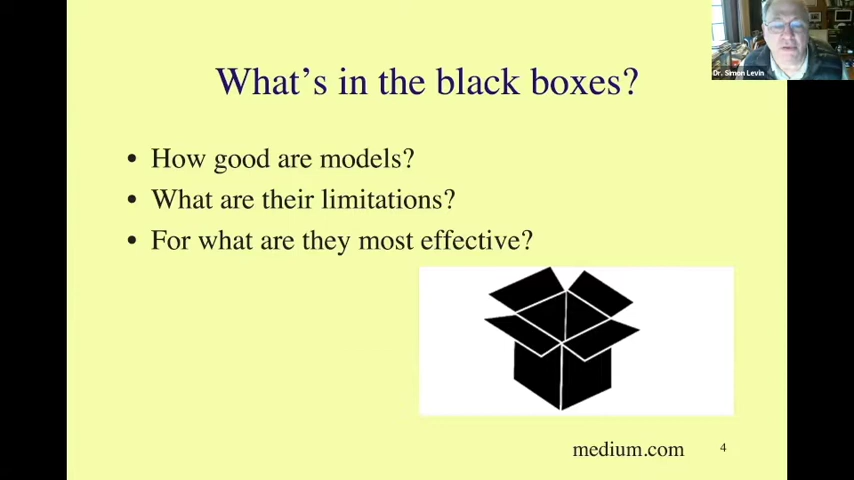 What's in the black boxes?
• How good are models?
• What are their limitations?
• For what are they most effective?
medium.com
4
Dr. Simon Levin